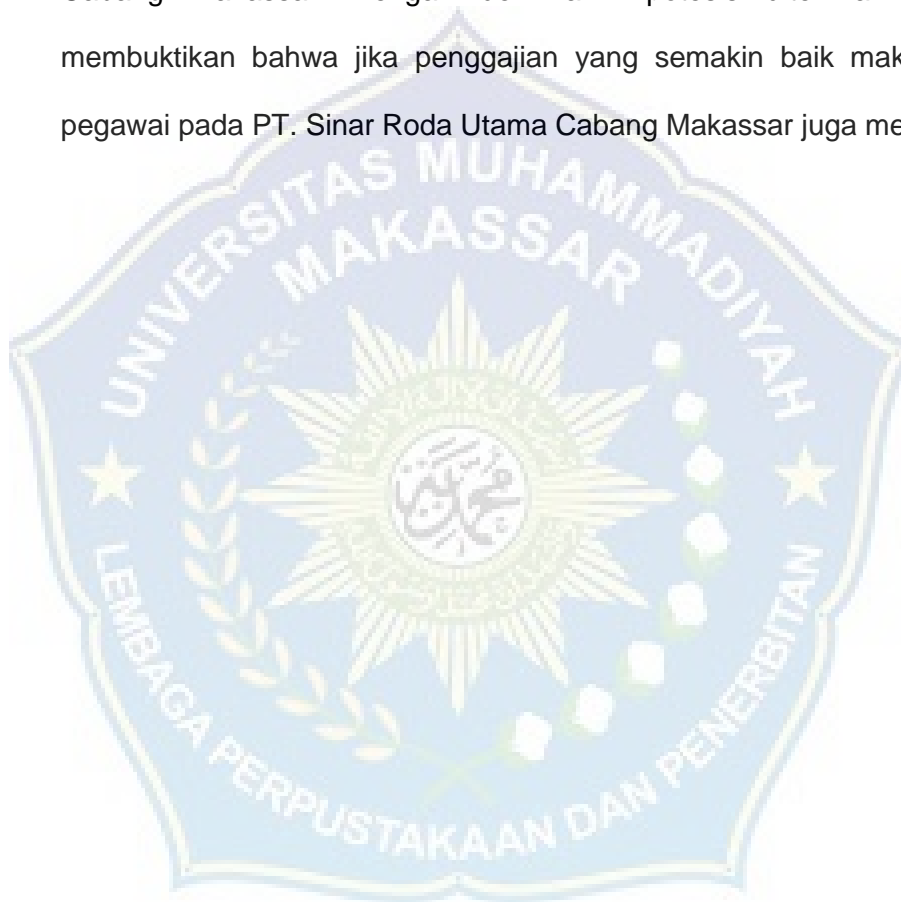 membuktikan bahwa jika penggajian yang semakin baik mak
pegawai pada PT. Sinar Roda Utama Cabang Makassar juga me
UNIVERSITAS MUHAMMADIYAH
MAKASSAR
LEMBAGA PERPUSTAKAAN DAN PENERBITAN